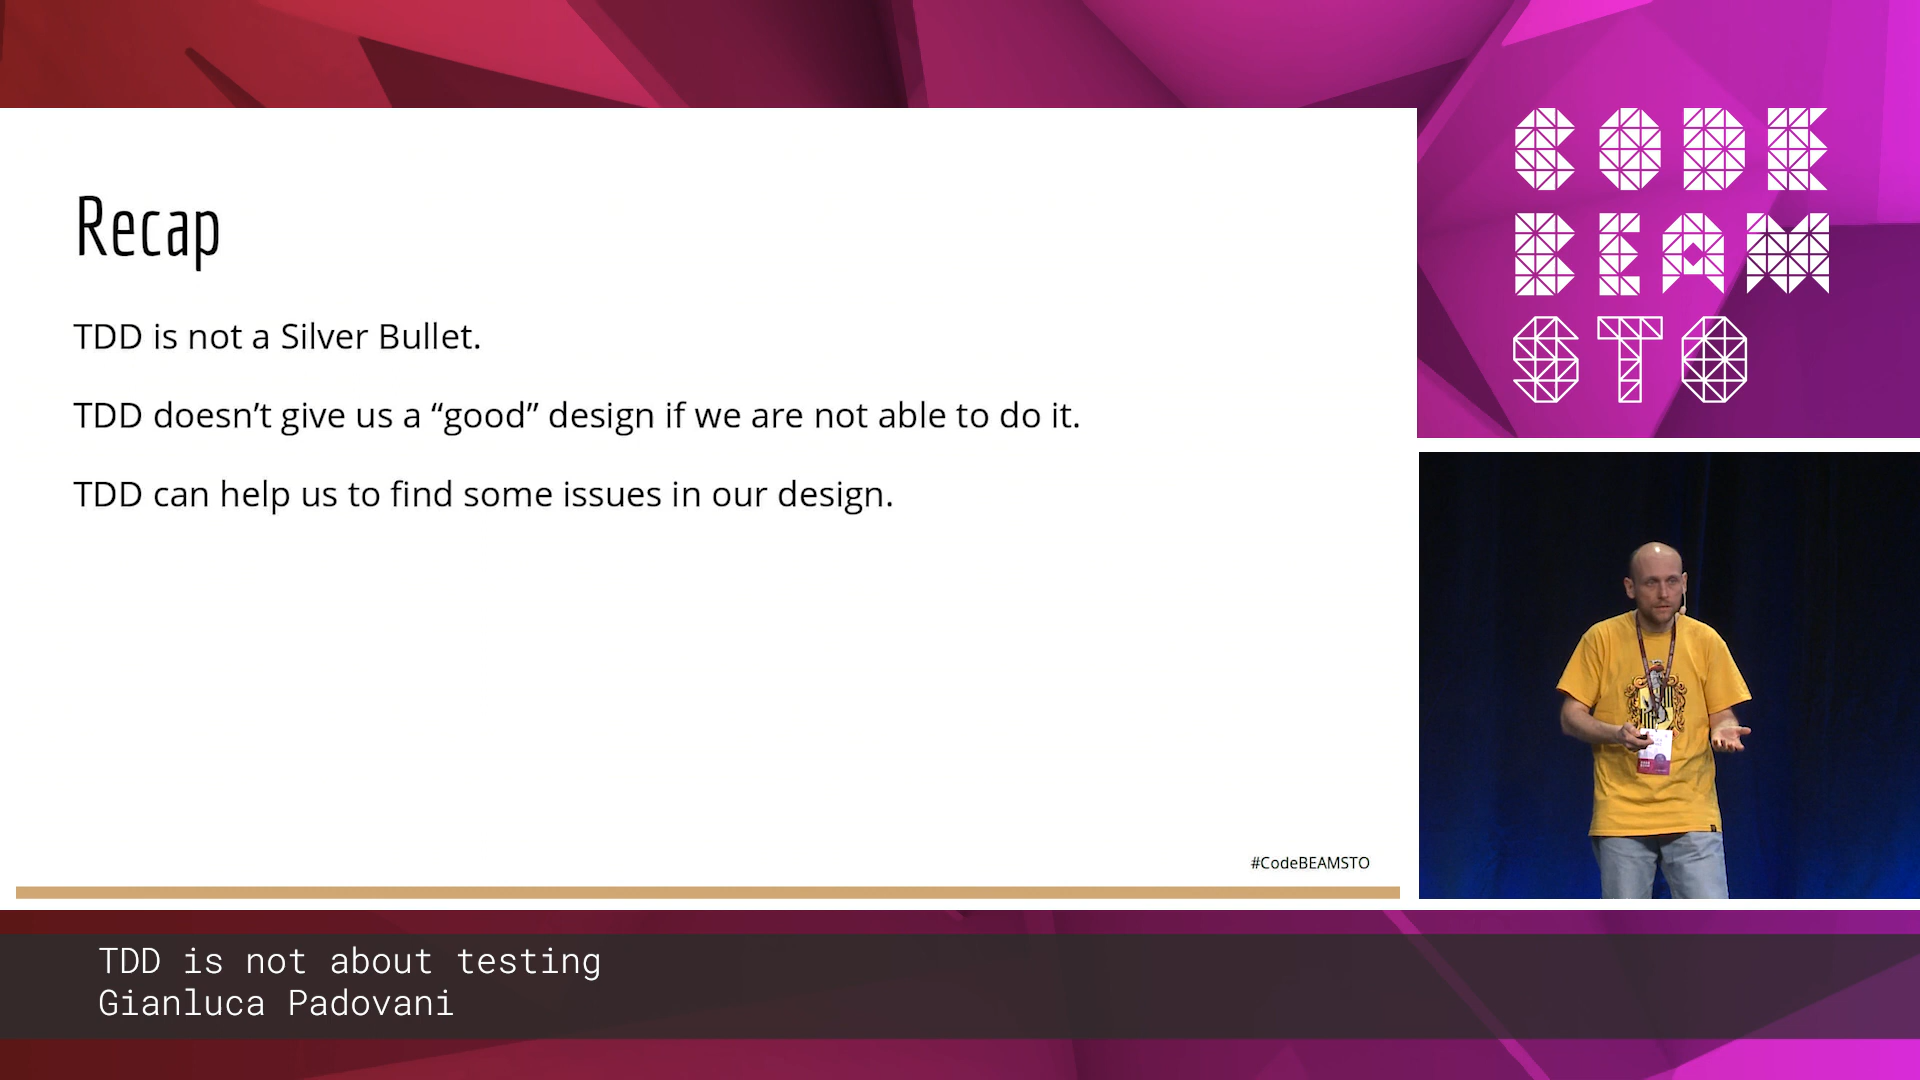 Recap
TDD is not a Silver Bullet.
TDD doesn’t give us a “good” design if we are not able to do it.
TDD can help us to find some issues in our design.
#CodeBEAMSTO
CODE
BEAM
STO
TDD is not about testing
Gianluca Padovani